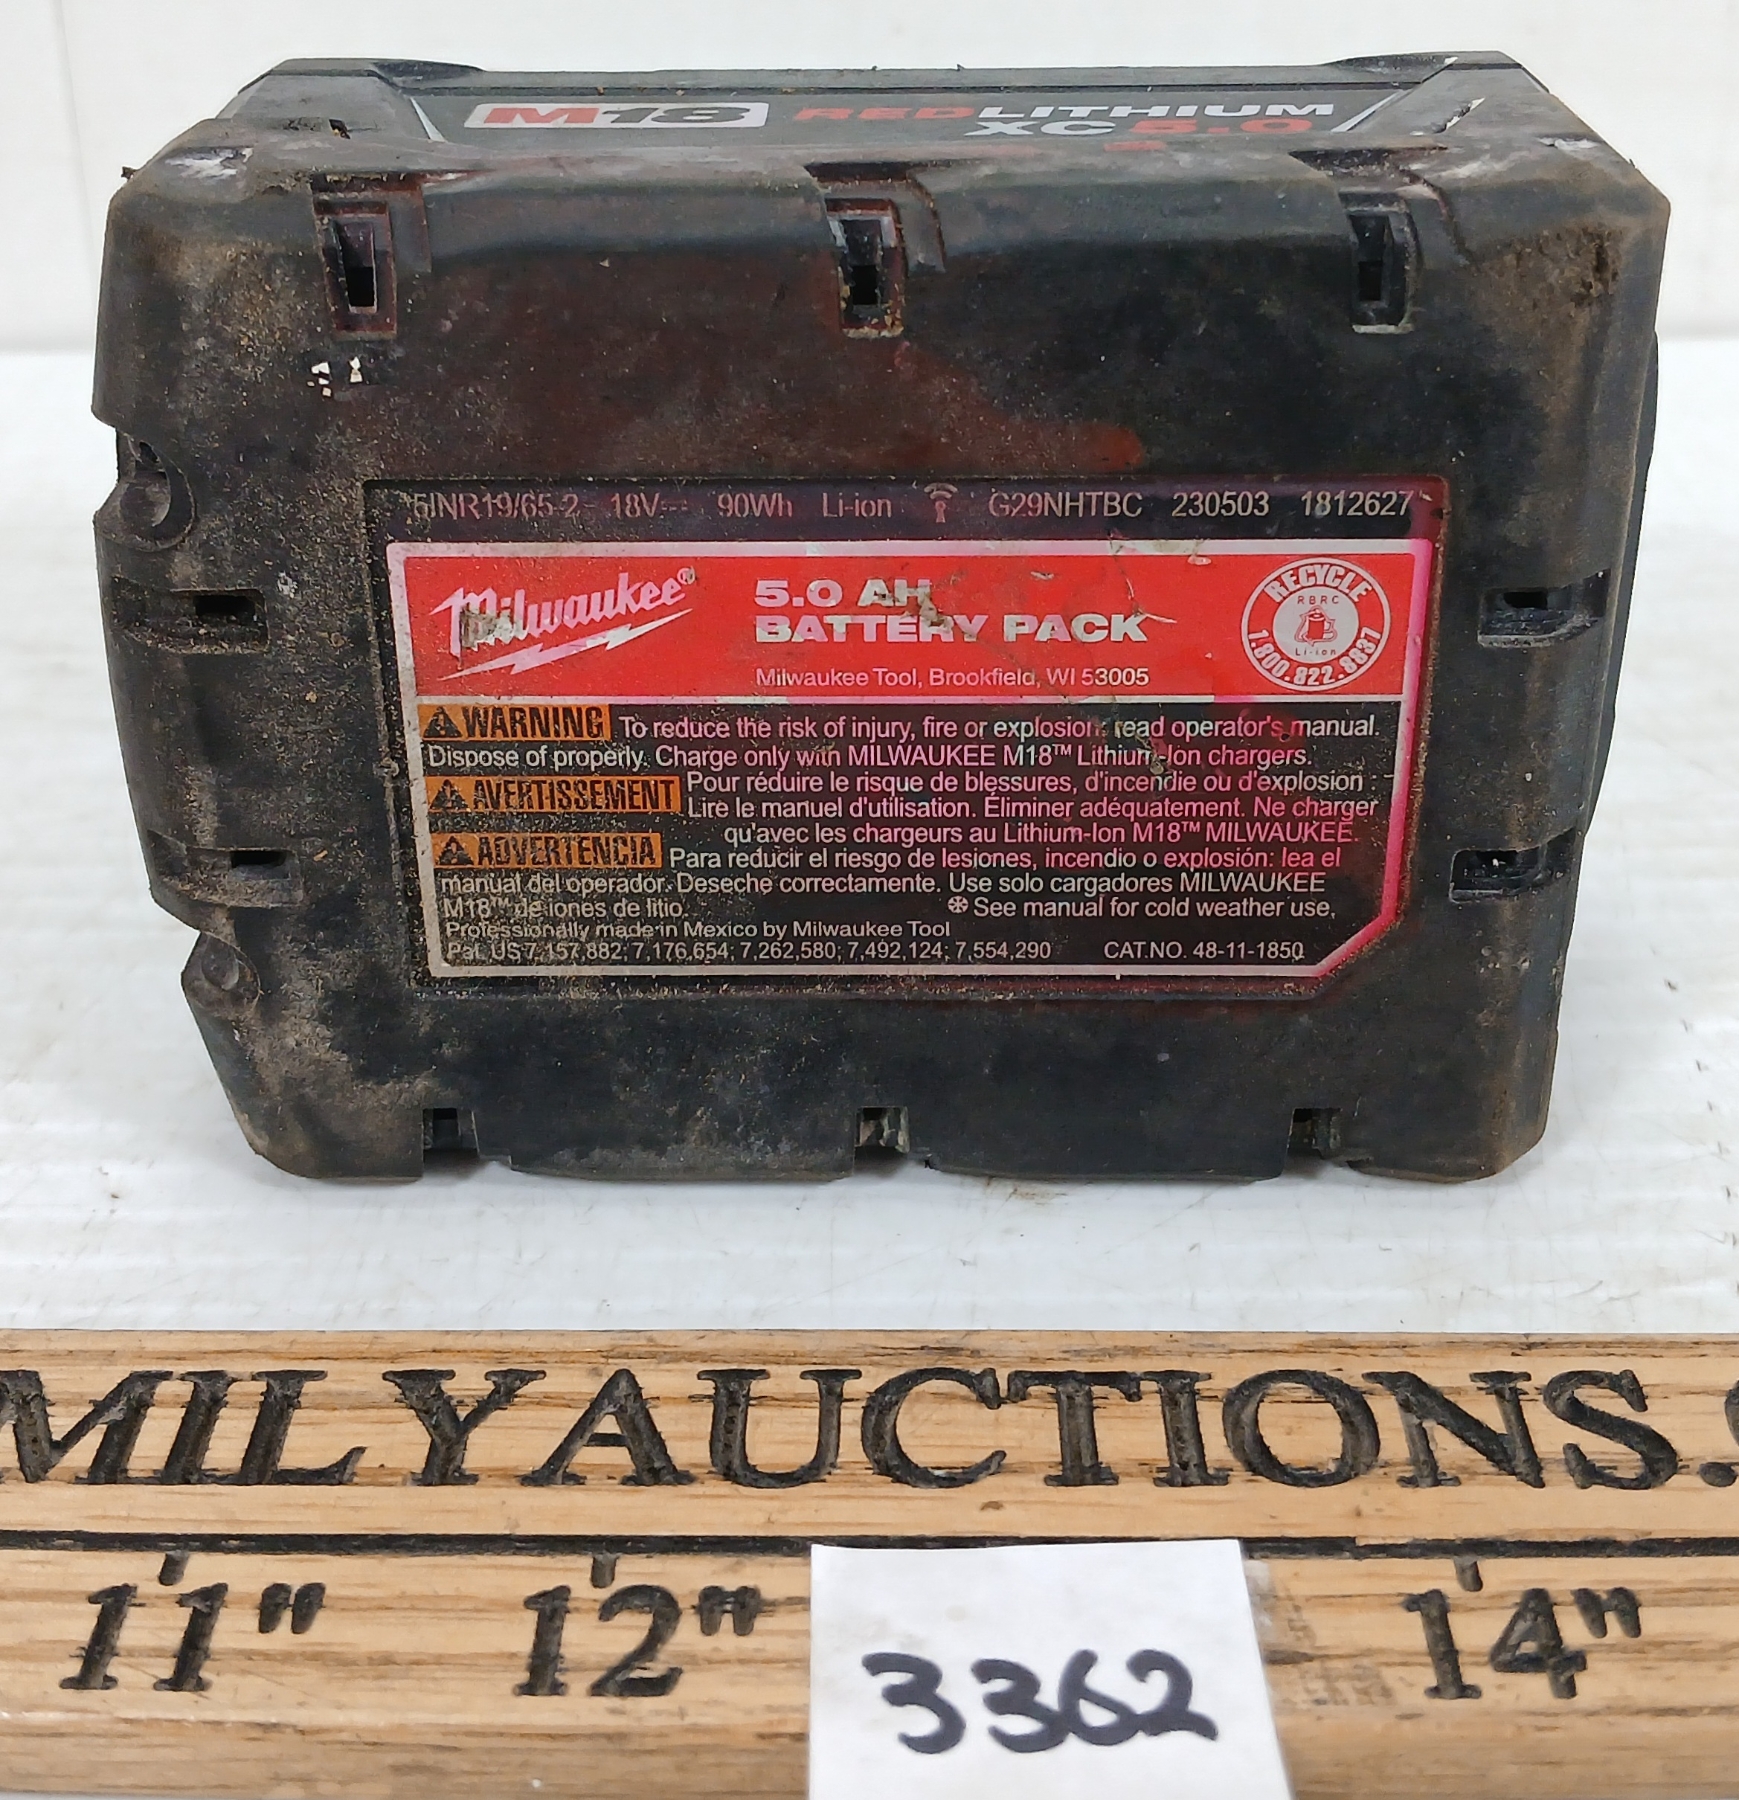 M18 REDLITHIUM
XC5.0
5INR19/65-2 18V⎓ 90Wh Li-ion G29NHTBC 230503 1812627
Milwaukee®
5.0 AH
BATTERY PACK
Milwaukee Tool, Brookfield, WI 53005
RECYCLE
RBRC
Li-ion
1.800.822.8837
⚠WARNING To reduce the risk of injury, fire or explosion: read operator's manual.
Dispose of properly. Charge only with MILWAUKEE M18™ Lithium-Ion chargers.
⚠AVERTISSEMENT Pour réduire le risque de blessures, d'incendie ou d'explosion :
Lire le manuel d'utilisation. Éliminer adéquatement. Ne charger
qu'avec les chargeurs au Lithium-Ion M18™ MILWAUKEE.
⚠ADVERTENCIA Para reducir el riesgo de lesiones, incendio o explosión: lea el
manual del operador. Deseche correctamente. Use solo cargadores MILWAUKEE
M18™ de iones de litio. ❄ See manual for cold weather use.
Professionally made in Mexico by Milwaukee Tool
Pat. US 7,157,882; 7,176,654; 7,262,580; 7,492,124; 7,554,290 CAT.NO. 48-11-1850
MILYAUCTIONS.
11" 12" 14"
3362